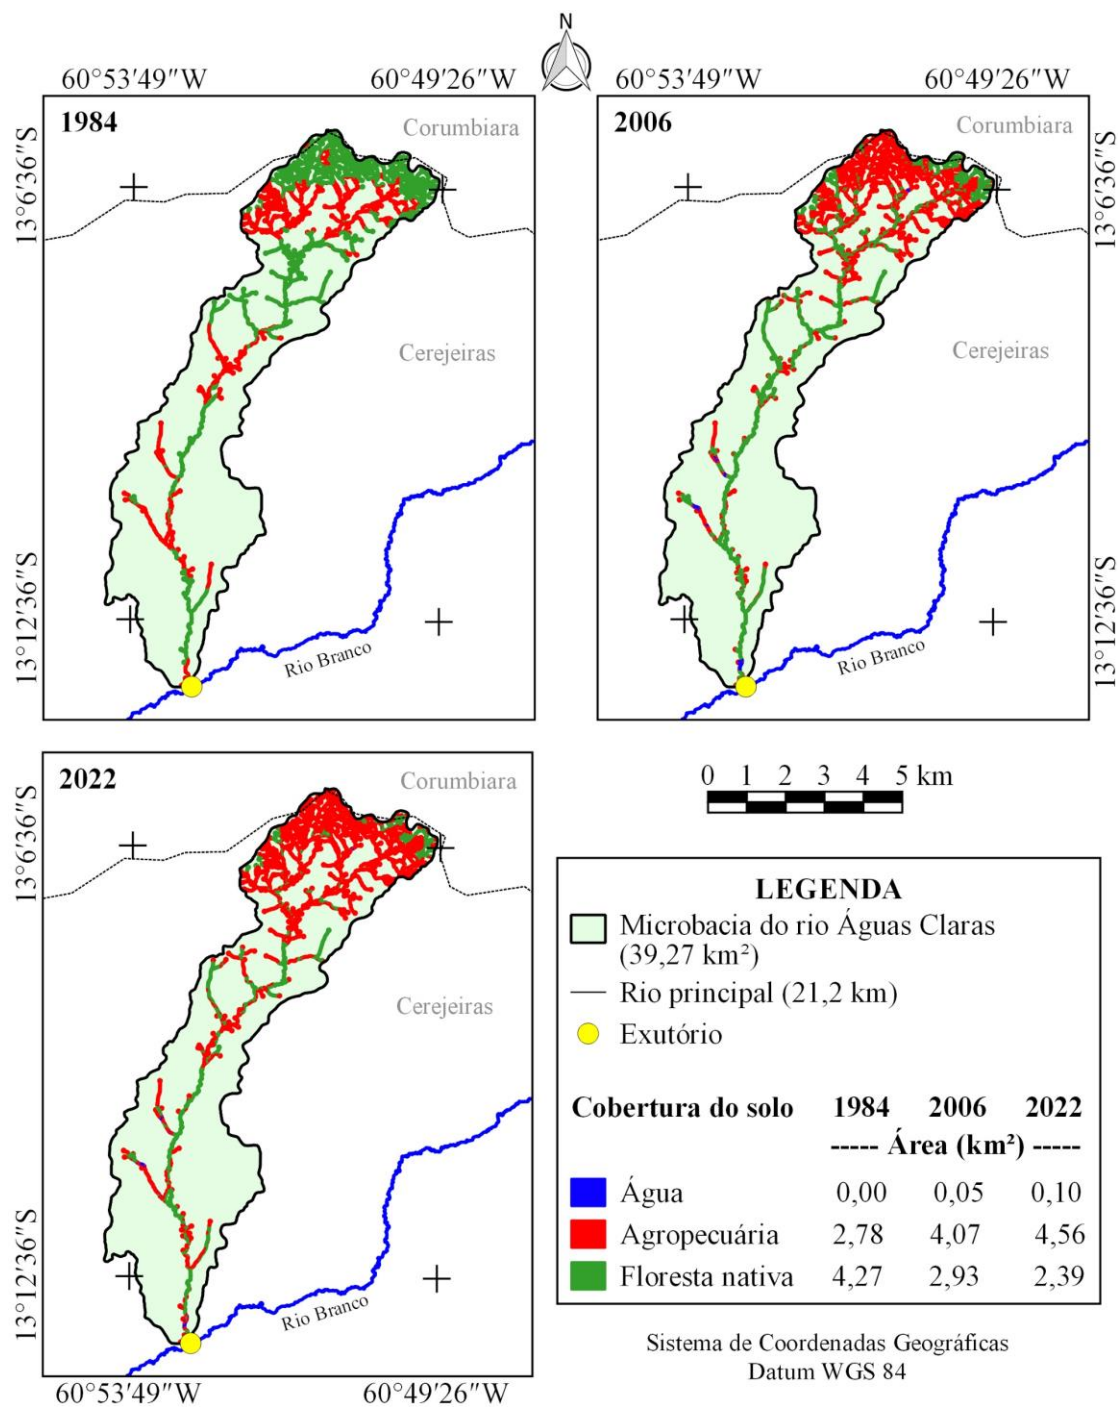 N
60°53'49"W 60°49'26"W
60°53'49"W 60°49'26"W
1984
Corumbiara
13°6'36"S
Cerejeiras
13°12'36"S
Rio Branco
2006
Corumbiara
13°6'36"S
Cerejeiras
13°12'36"S
Rio Branco
2022
Corumbiara
13°6'36"S
Cerejeiras
13°12'36"S
Rio Branco
60°53'49"W 60°49'26"W
0 1 2 3 4 5 km
LEGENDA
Microbacia do rio Águas Claras
(39,27 km²)
Rio principal (21,2 km)
Exutório
Cobertura do solo 1984 2006 2022
----- Área (km²) -----
Água 0,00 0,05 0,10
Agropecuária 2,78 4,07 4,56
Floresta nativa 4,27 2,93 2,39
Sistema de Coordenadas Geográficas
Datum WGS 84